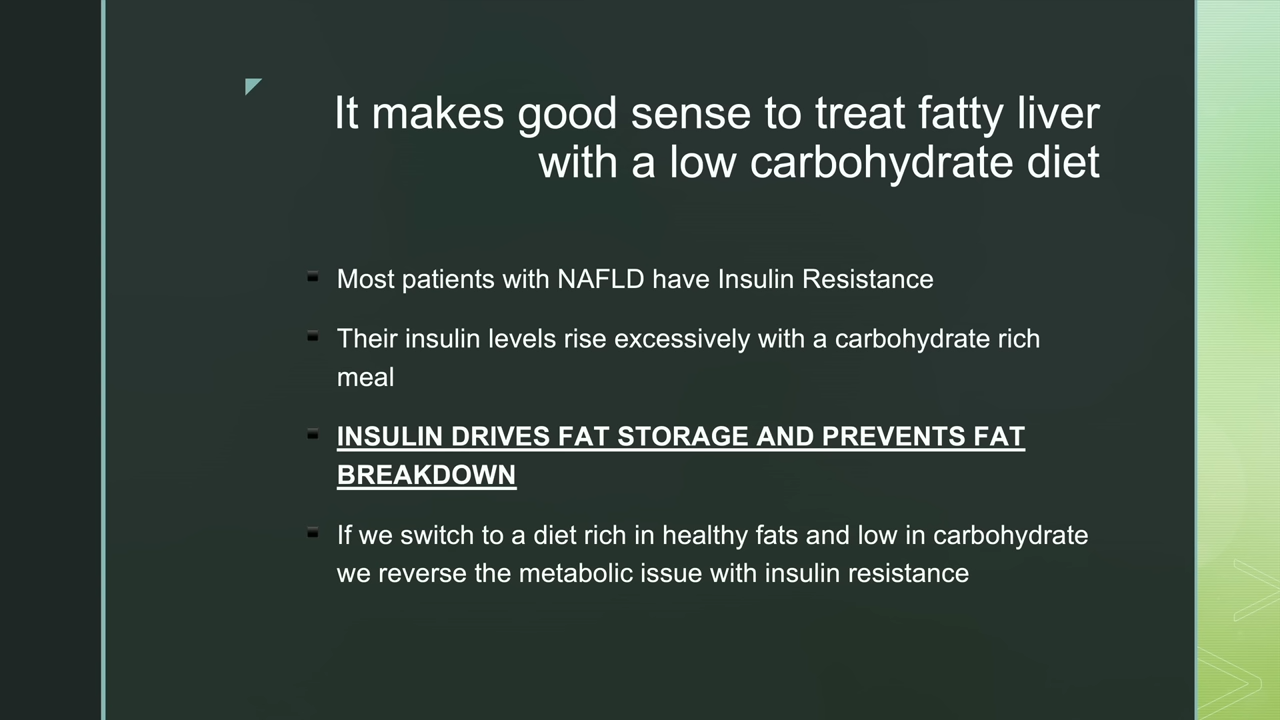 It makes good sense to treat fatty liver
with a low carbohydrate diet
Most patients with NAFLD have Insulin Resistance
Their insulin levels rise excessively with a carbohydrate rich
meal
INSULIN DRIVES FAT STORAGE AND PREVENTS FAT
BREAKDOWN
If we switch to a diet rich in healthy fats and low in carbohydrate
we reverse the metabolic issue with insulin resistance